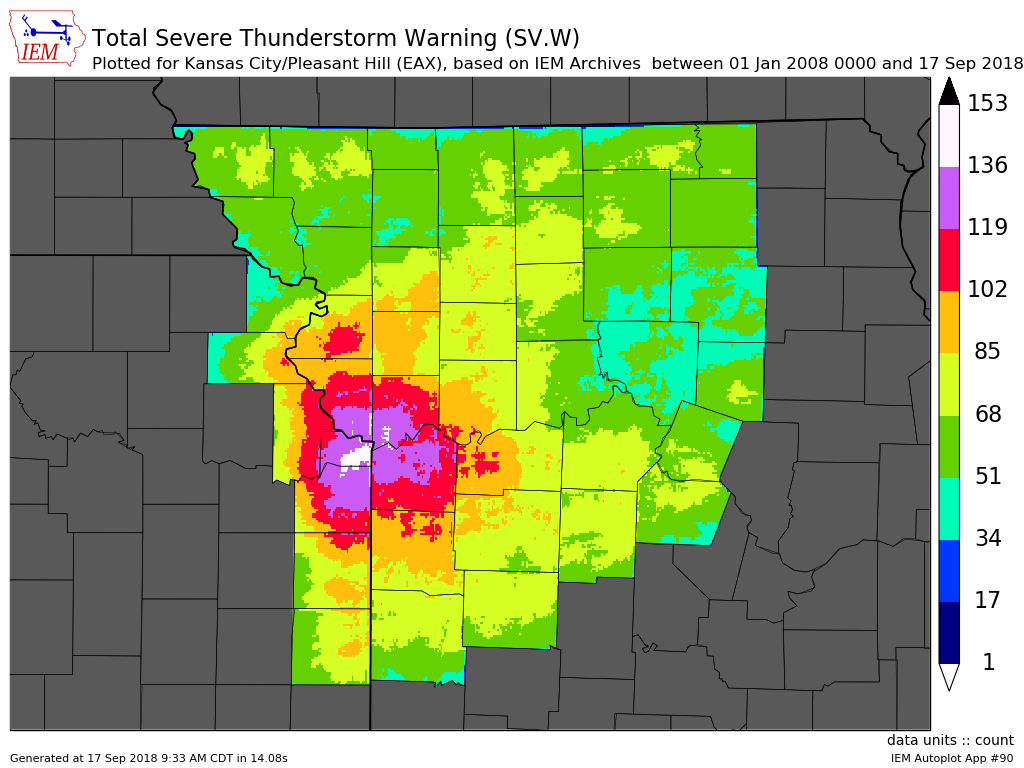 IEM
Total Severe Thunderstorm Warning (SV.W)
Plotted for Kansas City/Pleasant Hill (EAX), based on IEM Archives  between 01 Jan 2008 0000 and 17 Sep 2018
153
136
119
102
85
68
51
34
17
1
data units :: count
Generated at 17 Sep 2018 9:33 AM CDT in 14.08s
IEM Autoplot App #90